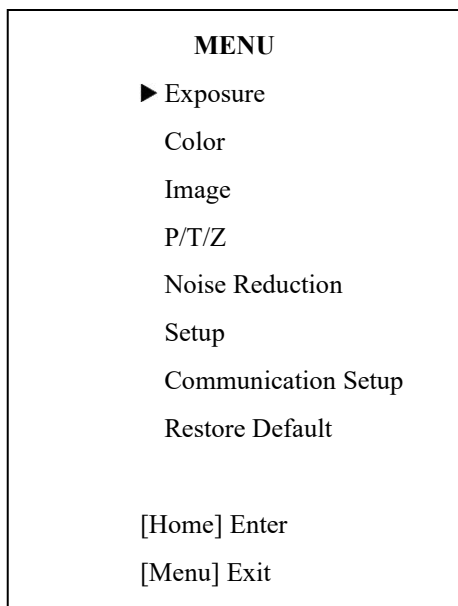 MENU
▶ Exposure
Color
Image
P/T/Z
Noise Reduction
Setup
Communication Setup
Restore Default
[Home] Enter
[Menu] Exit